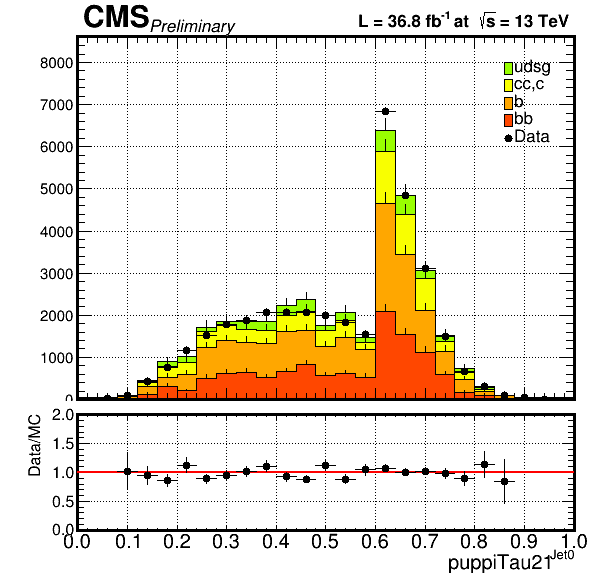 CMS Preliminary L = 36.8 fb⁻¹ at √s = 13 TeV
8000
7000
6000
5000
4000
3000
2000
1000
0
udsg
cc,c
b
bb
Data
Data/MC
2.0
1.5
1.0
0.5
0.0
0.0 0.1 0.2 0.3 0.4 0.5 0.6 0.7 0.8 0.9 1.0
puppiTau21^Jet0